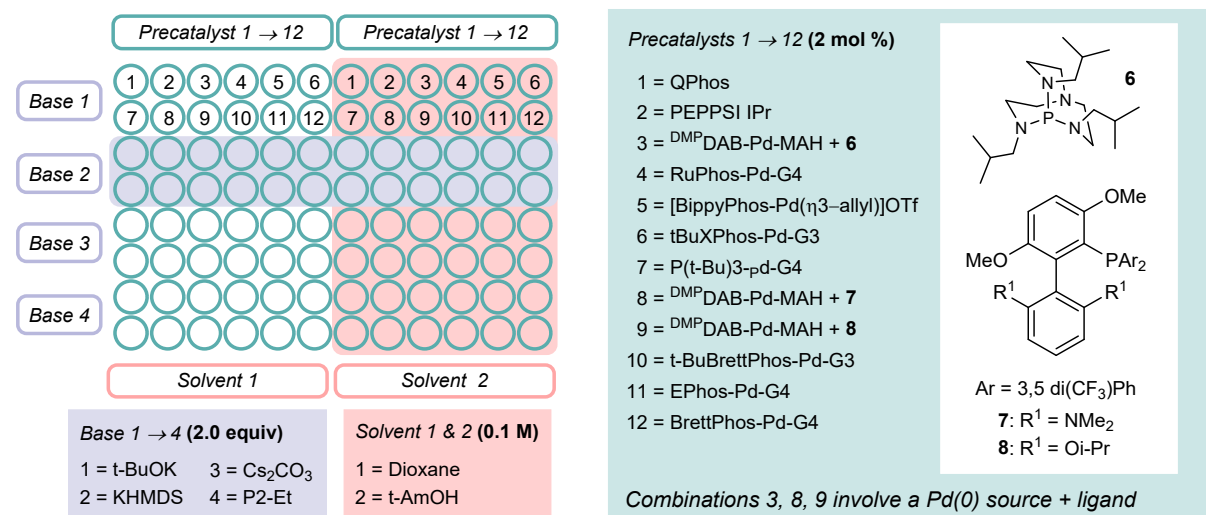 Precatalyst 1 → 12 Precatalyst 1 → 12
Base 1
1 2 3 4 5 6 1 2 3 4 5 6
7 8 9 10 11 12 7 8 9 10 11 12
Base 2
Base 3
Base 4
Solvent 1 Solvent 2
Base 1 → 4 (2.0 equiv)
1 = t-BuOK 3 = Cs2CO3
2 = KHMDS 4 = P2-Et
Solvent 1 & 2 (0.1 M)
1 = Dioxane
2 = t-AmOH
Precatalysts 1 → 12 (2 mol %)
1 = QPhos
2 = PEPPSI IPr
3 = DMPDAB-Pd-MAH + 6
4 = RuPhos-Pd-G4
5 = [BippyPhos-Pd(η3–allyl)]OTf
6 = tBuXPhos-Pd-G3
7 = P(t-Bu)3-Pd-G4
8 = DMPDAB-Pd-MAH + 7
9 = DMPDAB-Pd-MAH + 8
10 = t-BuBrettPhos-Pd-G3
11 = EPhos-Pd-G4
12 = BrettPhos-Pd-G4
6
N
N
N
P
N
OMe
MeO
PAr2
R1 R1
Ar = 3,5 di(CF3)Ph
7: R1 = NMe2
8: R1 = Oi-Pr
Combinations 3, 8, 9 involve a Pd(0) source + ligand